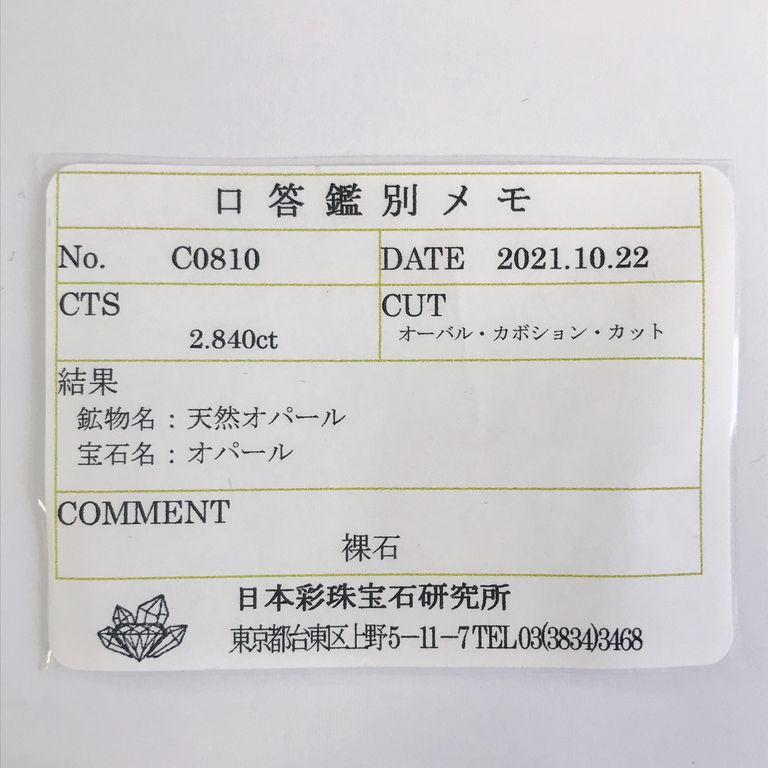 口答鑑別メモ
No. C0810 DATE 2021.10.22
CTS CUT
2.840ct オーバル・カボション・カット
結果
鉱物名：天然オパール
宝石名：オパール
COMMENT
裸石
日本彩珠宝石研究所
東京都台東区上野5－11－7 TEL 03(3834)3468